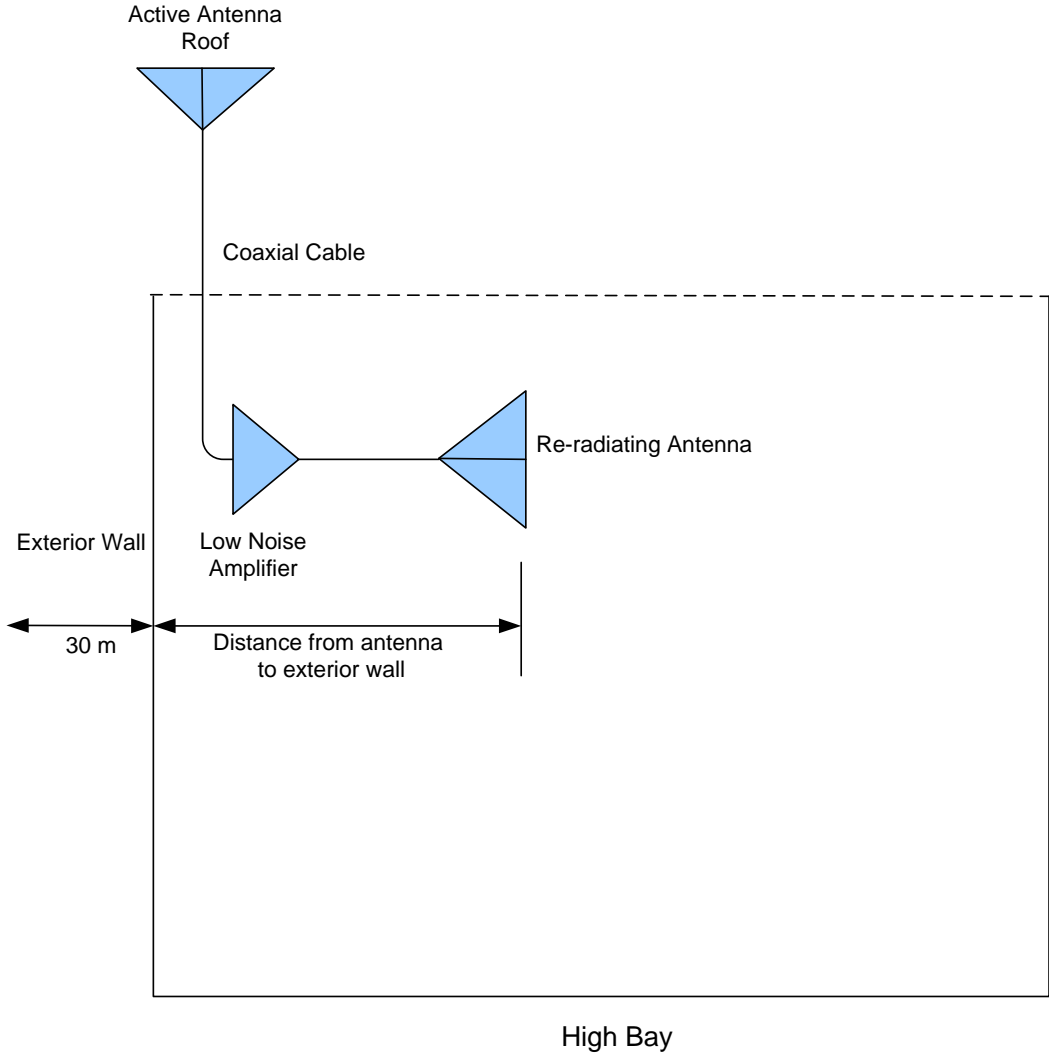 Active Antenna
Roof
Coaxial Cable
Re-radiating Antenna
Exterior Wall
Low Noise
Amplifier
30 m
Distance from antenna
to exterior wall
High Bay